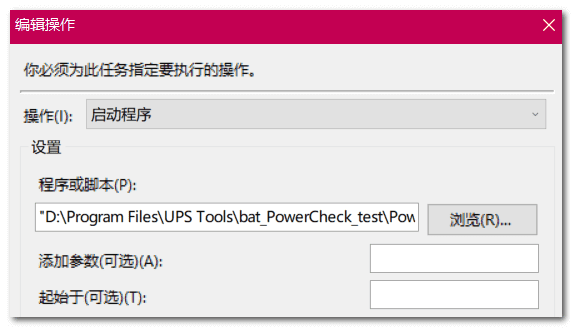 编辑操作
你必须为此任务指定要执行的操作。
操作(I): 启动程序
设置
程序或脚本(P):
"D:\Program Files\UPS Tools\bat_PowerCheck_test\Pow 浏览(R)...
添加参数(可选)(A):
起始于(可选)(T):